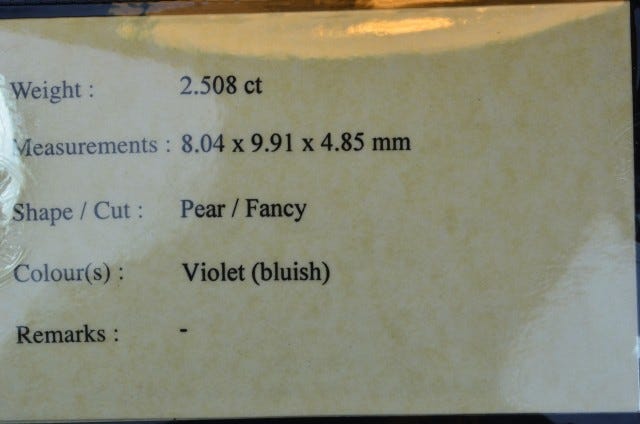 Weight : 2.508 ct
Measurements : 8.04 x 9.91 x 4.85 mm
Shape / Cut : Pear / Fancy
Colour(s) : Violet (bluish)
Remarks : -